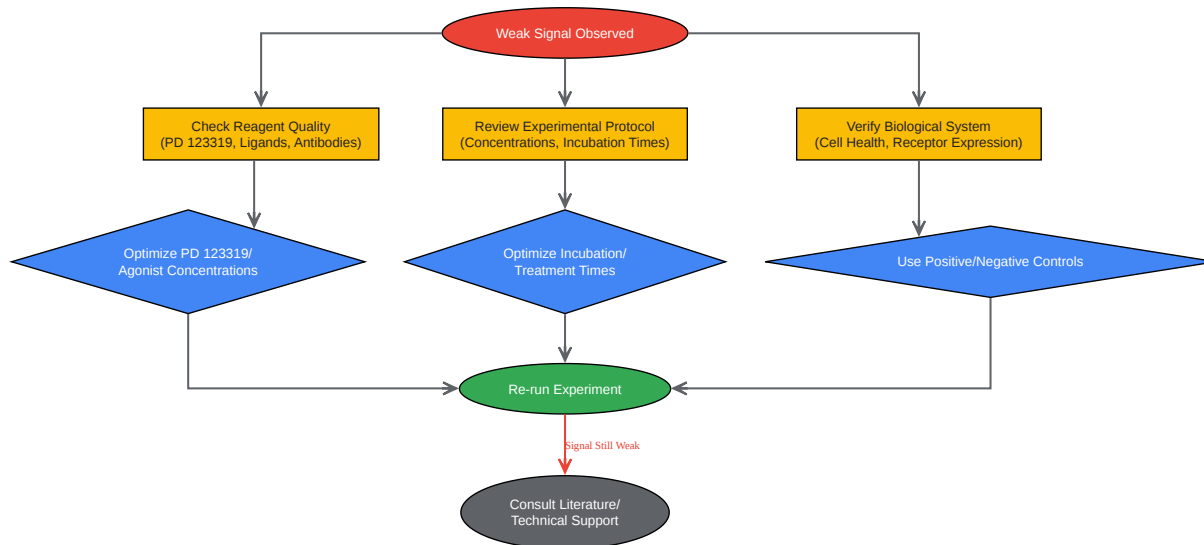 Weak Signal Observed
Check Reagent Quality
(PD 123319, Ligands, Antibodies)
Review Experimental Protocol
(Concentrations, Incubation Times)
Verify Biological System
(Cell Health, Receptor Expression)
Optimize PD 123319/
Agonist Concentrations
Optimize Incubation/
Treatment Times
Use Positive/Negative Controls
Re-run Experiment
Signal Still Weak
Consult Literature/
Technical Support